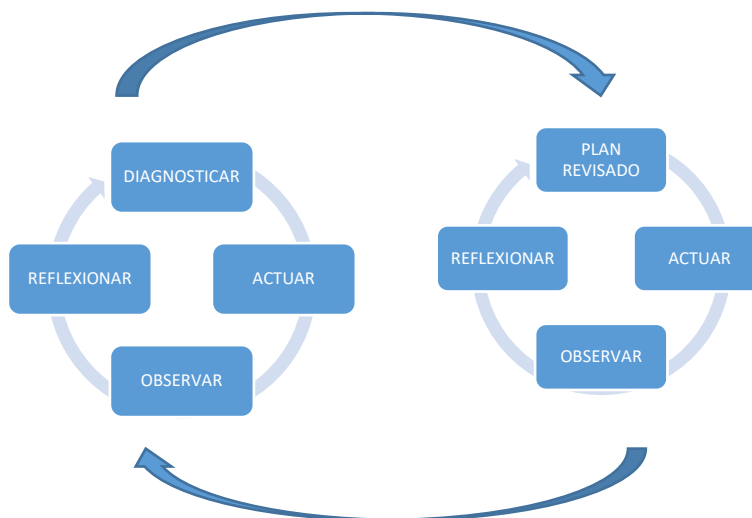 DIAGNOSTICAR
ACTUAR
OBSERVAR
REFLEXIONAR
PLAN
REVISADO
ACTUAR
OBSERVAR
REFLEXIONAR